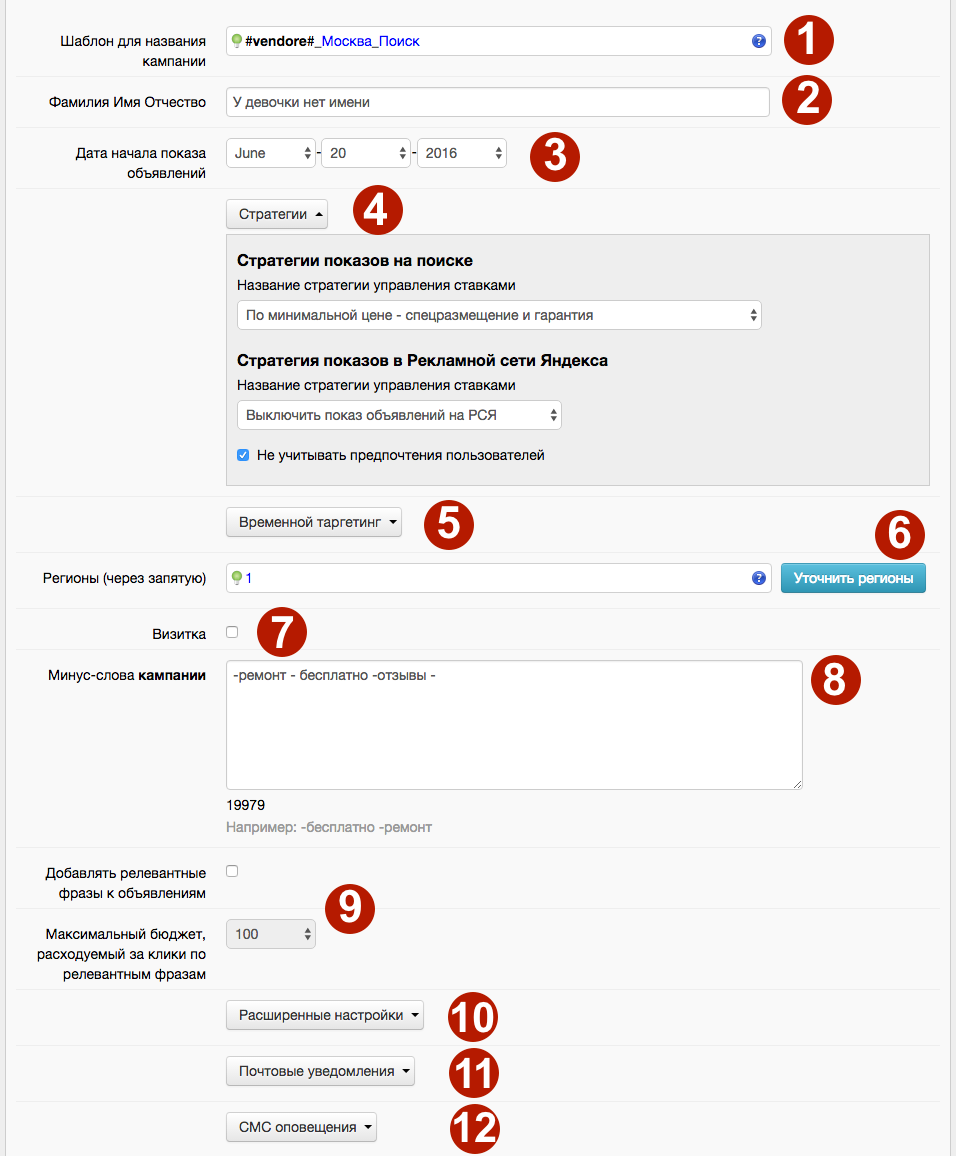 Шаблон для названия
кампании
#vendore#_Москва_Поиск
?
1
Фамилия Имя Отчество
У девочки нет имени
2
Дата начала показа
объявлений
June - 20 - 2016
3
Стратегии
4
Стратегии показов на поиске
Название стратегии управления ставками
По минимальной цене - спецразмещение и гарантия
Стратегия показов в Рекламной сети Яндекса
Название стратегии управления ставками
Выключить показ объявлений на РСЯ
Не учитывать предпочтения пользователей
Временной таргетинг
5
6
Регионы (через запятую)
1
?
Уточнить регионы
Визитка
7
Минус-слова кампании
-ремонт - бесплатно -отзывы -
8
19979
Например: -бесплатно -ремонт
Добавлять релевантные
фразы к объявлениям
9
Максимальный бюджет,
расходуемый за клики по
релевантным фразам
100
Расширенные настройки
10
Почтовые уведомления
11
СМС оповещения
12